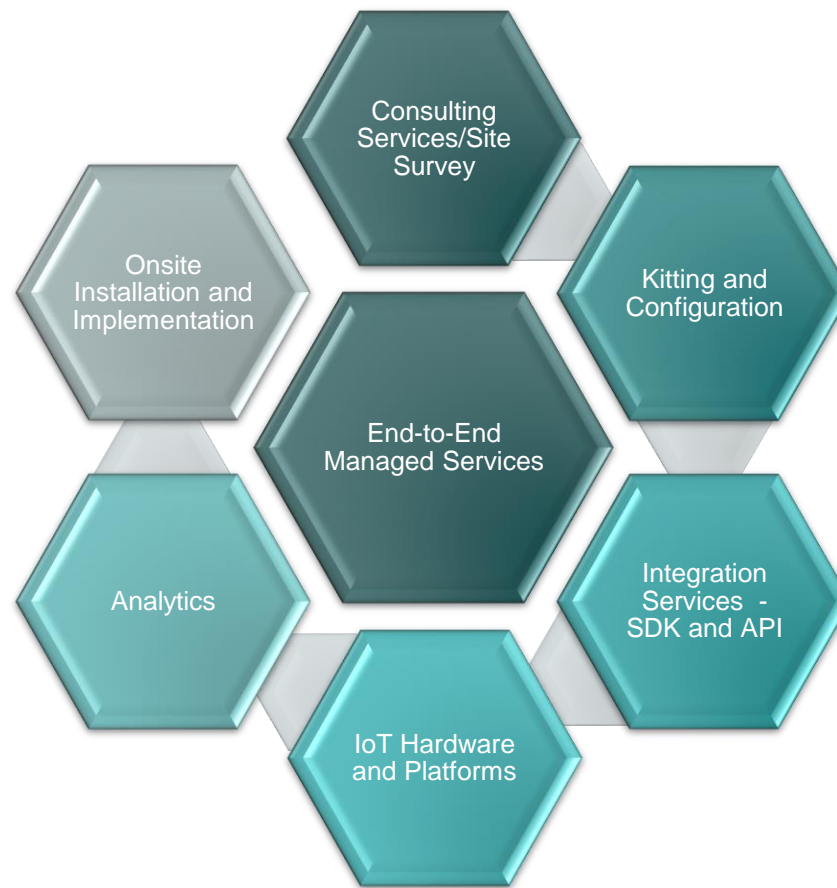 Consulting
Services/Site
Survey
Onsite
Installation and
Implementation
Kitting and
Configuration
End-to-End
Managed Services
Analytics
Integration
Services -
SDK and API
IoT Hardware
and Platforms